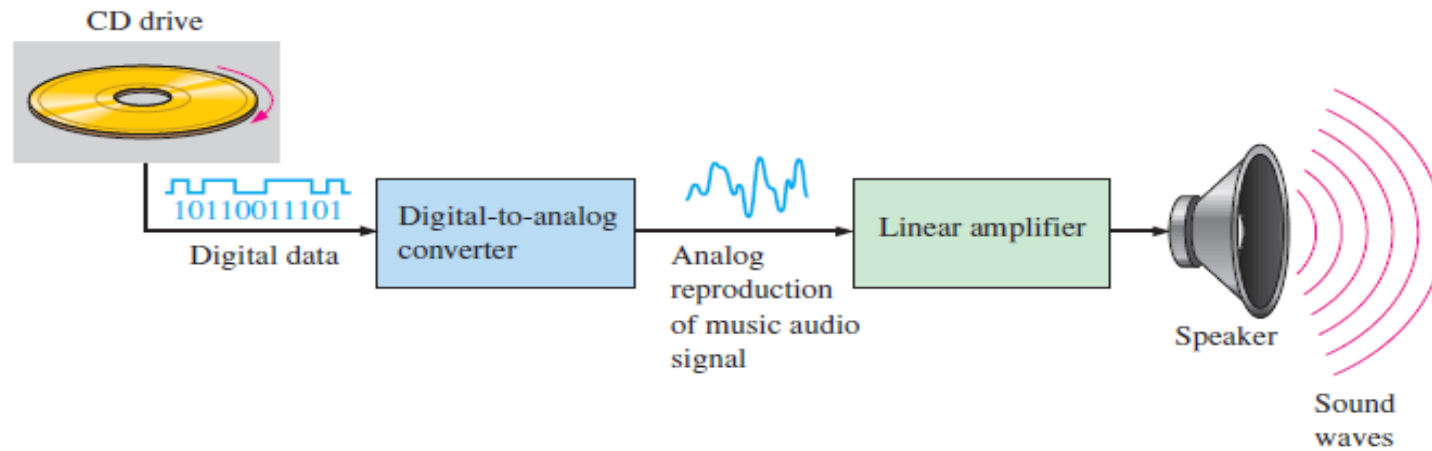 CD drive
10110011101
Digital data
Digital-to-analog
converter
Analog
reproduction
of music audio
signal
Linear amplifier
Speaker
Sound
waves